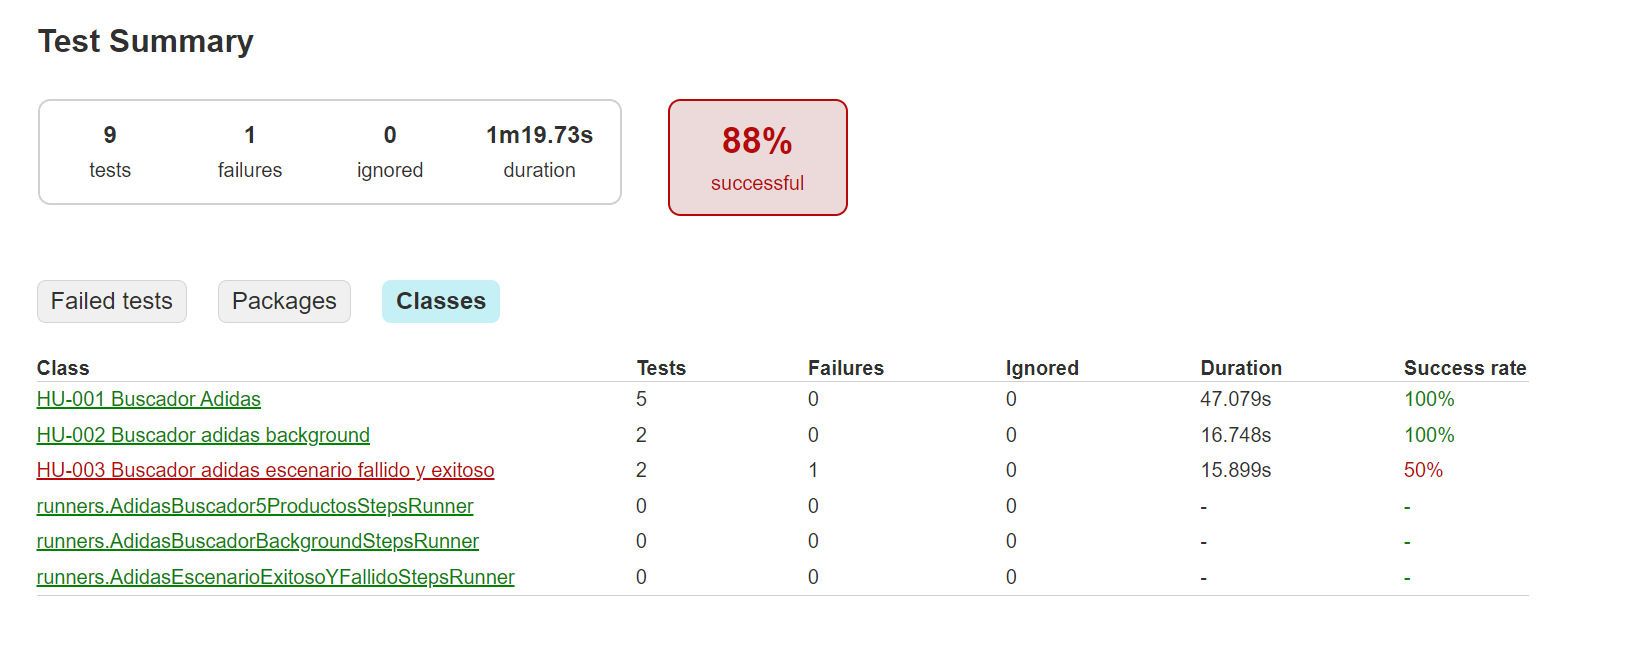 Test Summary
9 1 0 1m19.73s
tests failures ignored duration
88%
successful
Failed tests Packages Classes
Class Tests Failures Ignored Duration Success rate
HU-001 Buscador Adidas 5 0 0 47.079s 100%
HU-002 Buscador adidas background 2 0 0 16.748s 100%
HU-003 Buscador adidas escenario fallido y exitoso 2 1 0 15.899s 50%
runners.AdidasBuscador5ProductosStepsRunner 0 0 0 - -
runners.AdidasBuscadorBackgroundStepsRunner 0 0 0 - -
runners.AdidasEscenarioExitosoYFallidoStepsRunner 0 0 0 - -